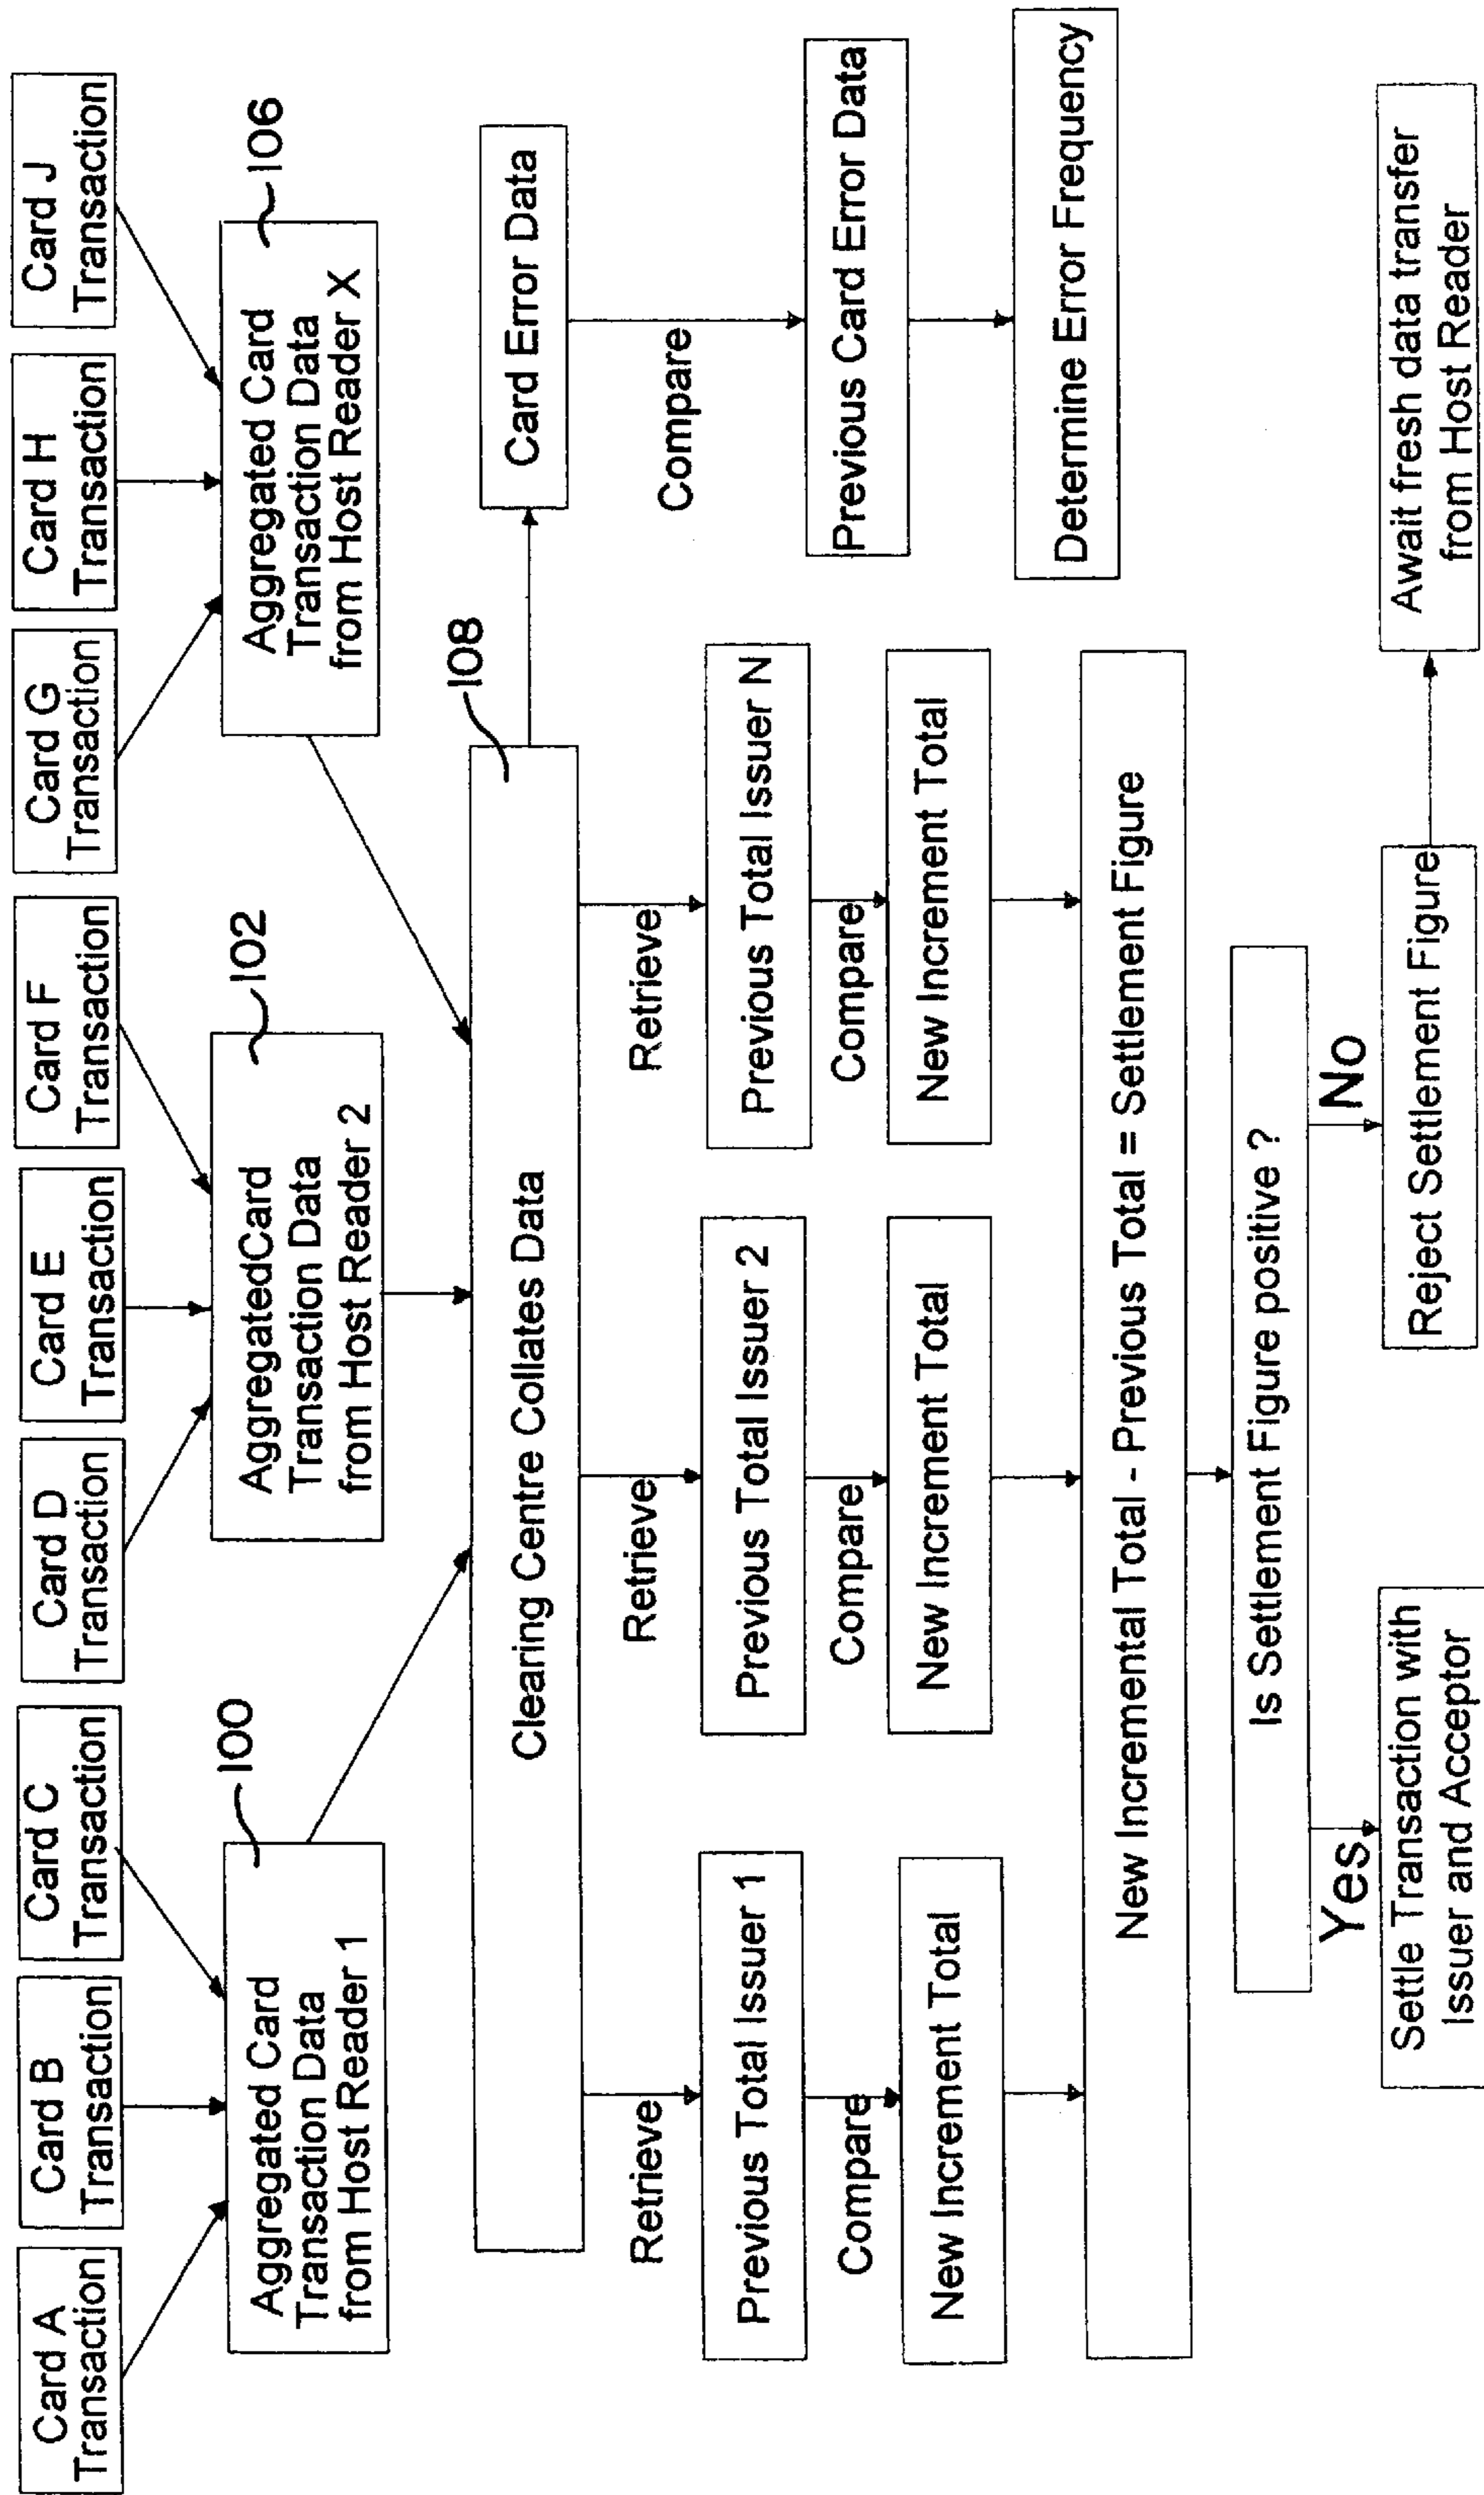 Card A
Transaction
Card B
Transaction
Card C
Transaction
Card D
Transaction
Card E
Transaction
Card F
Transaction
Card G
Transaction
Card H
Transaction
Card J
Transaction
100
Aggregated Card
Transaction Data
from Host Reader 1
102
AggregatedCard
Transaction Data
from Host Reader 2
106
Aggregated Card
Transaction Data
from Host Reader X
108
Clearing Centre Collates Data
Card Error Data
Compare
Previous Card Error Data
Determine Error Frequency
Retrieve
Previous Total Issuer 1
Compare
New Increment Total
Retrieve
Previous Total Issuer 2
Compare
New Increment Total
Retrieve
Previous Total Issuer N
Compare
New Increment Total
New Incremental Total - Previous Total = Settlement Figure
Is Settlement Figure positive ?
Yes
No
Settle Transaction with
Issuer and Acceptor
Reject Settlement Figure
Await fresh data transfer
from Host Reader